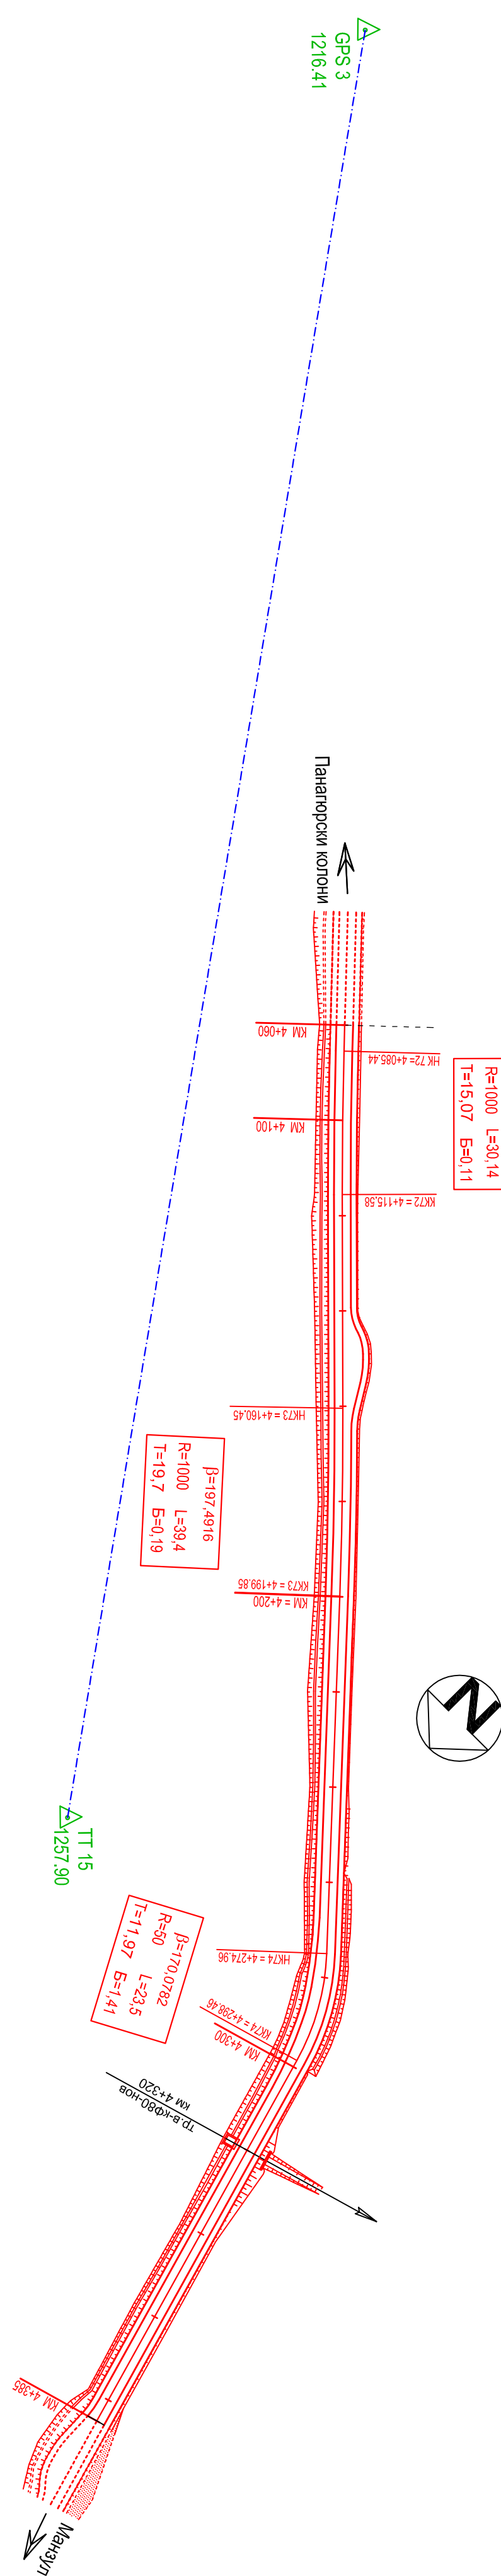 GPS 3
1216.41
Панагюрски колони
КМ 4+060
НК 72= 4+085.44
R=1000 L=30,14
T=15,07 Б=0,11
КМ 4+100
КК72 = 4+115.58
НК73 = 4+160.45
β=197,4916
R=1000 L=39,4
T=19,7 Б=0,19
КК73 = 4+199.85
КМ = 4+200
N
ТТ 15
1257.90
β=170,0782
R=50 L=23,5
T=11,97 Б=1,41
НК74 = 4+274.96
КК74 = 4+298.46
КМ 4+300
тр.в-кФ80-нов
км 4+320
КМ 4+385
Манзул